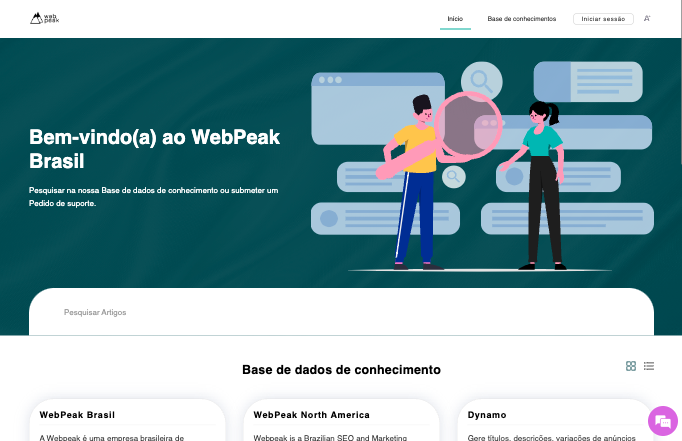 web
peak
Início
Base de conhecimentos
Iniciar sessão
Bem-vindo(a) ao WebPeak
Brasil
Pesquisar na nossa Base de dados de conhecimento ou submeter um
Pedido de suporte.
Pesquisar Artigos
Base de dados de conhecimento
WebPeak Brasil
A Webpeak é uma empresa brasileira de
WebPeak North America
Webpeak is a Brazilian SEO and Marketing
Dynamo
Gere títulos, descrições, variações de anúncios